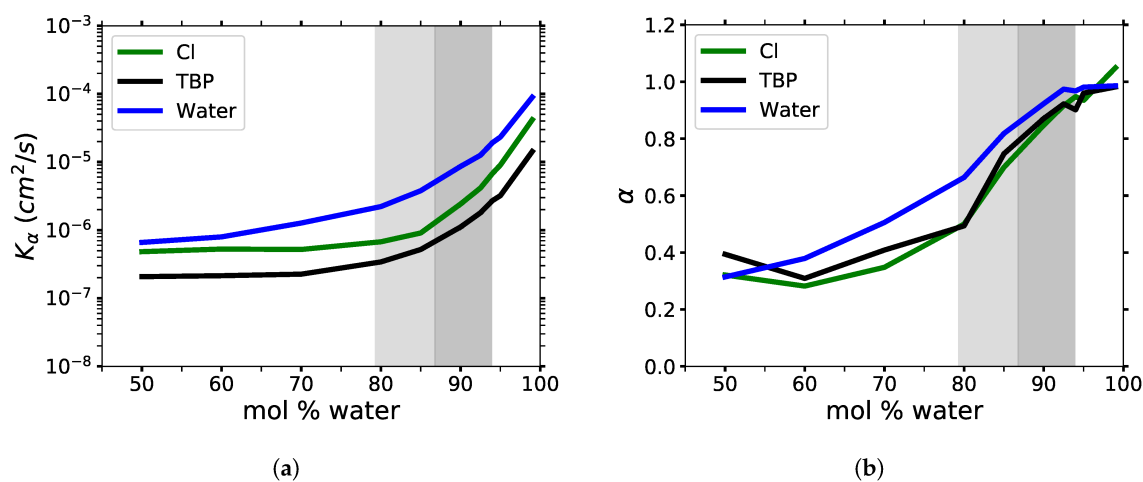 10⁻³
10⁻⁴
10⁻⁵
10⁻⁶
10⁻⁷
10⁻⁸
Kα (cm²/s)
Cl
TBP
Water
50 60 70 80 90 100
mol % water
(a)
1.2
1.0
0.8
0.6
0.4
0.2
0.0
α
Cl
TBP
Water
50 60 70 80 90 100
mol % water
(b)